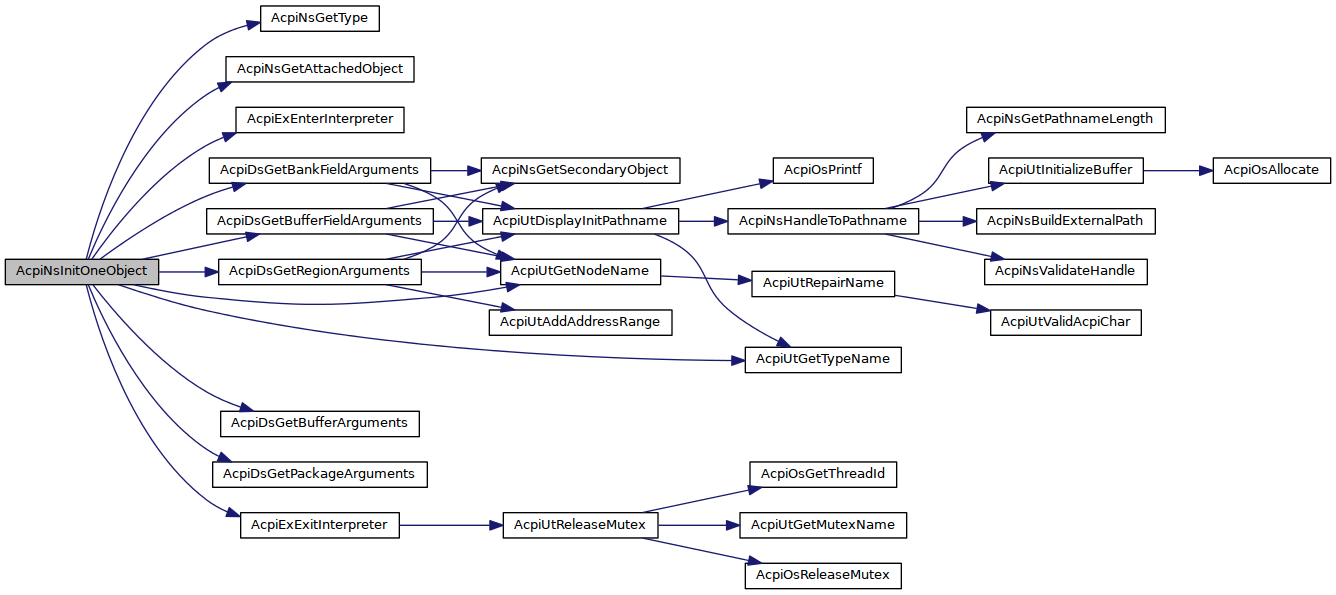 AcpiNsGetType
AcpiNsGetAttachedObject
AcpiExEnterInterpreter
AcpiNsGetPathnameLength
AcpiDsGetBankFieldArguments
AcpiNsGetSecondaryObject
AcpiOsPrintf
AcpiUtInitializeBuffer
AcpiOsAllocate
AcpiDsGetBufferFieldArguments
AcpiUtDisplayInitPathname
AcpiNsHandleToPathname
AcpiNsBuildExternalPath
AcpiNsInitOneObject
AcpiDsGetRegionArguments
AcpiUtGetNodeName
AcpiUtRepairName
AcpiNsValidateHandle
AcpiUtAddAddressRange
AcpiUtValidAcpiChar
AcpiUtGetTypeName
AcpiDsGetBufferArguments
AcpiDsGetPackageArguments
AcpiOsGetThreadId
AcpiExExitInterpreter
AcpiUtReleaseMutex
AcpiUtGetMutexName
AcpiOsReleaseMutex